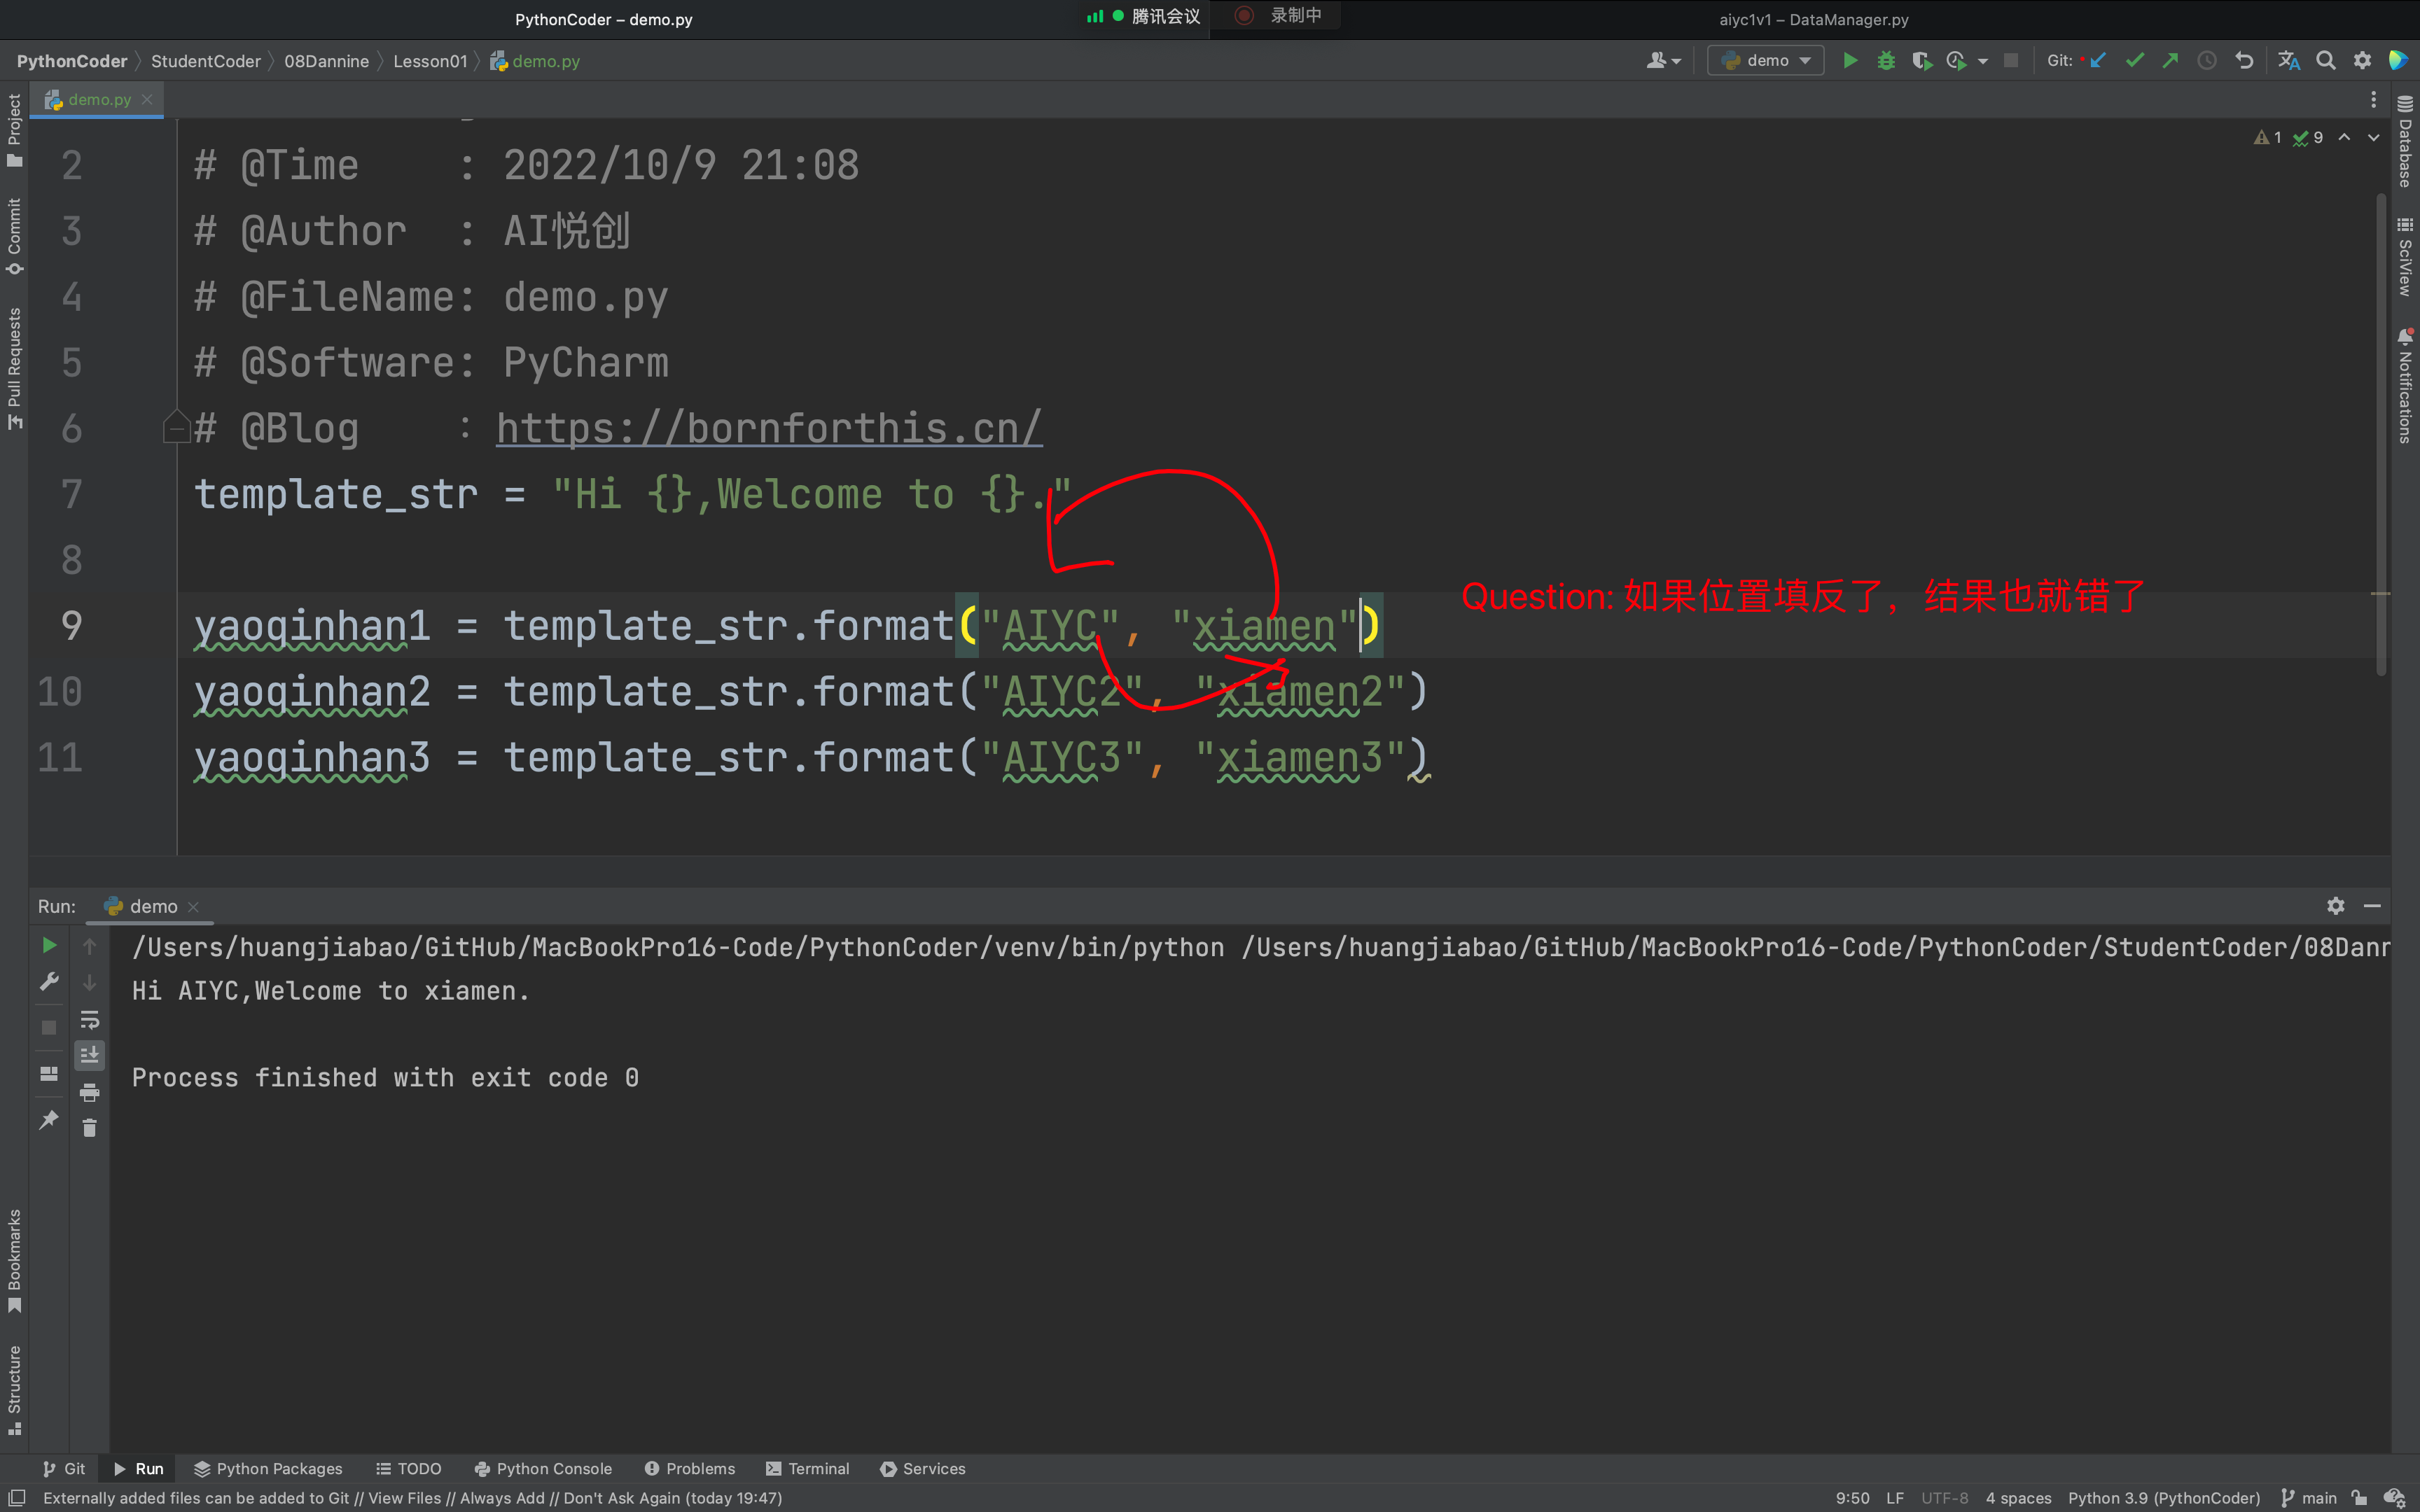 PythonCoder – demo.py
腾讯会议
录制中
aiyc1v1 – DataManager.py
PythonCoder StudentCoder 08Dannine Lesson01 demo.py
demo Git:
demo.py
1 9
Project
Commit
Pull Requests
Database
SciView
Notifications
2 # @Time    : 2022/10/9 21:08
3 # @Author  : AI悦创
4 # @FileName: demo.py
5 # @Software: PyCharm
6 # @Blog    : https://bornforthis.cn/
7 template_str = "Hi {},Welcome to {}."
8
9 yaoqinhan1 = template_str.format("AIYC", "xiamen")
Question: 如果位置填反了，结果也就错了
10 yaoqinhan2 = template_str.format("AIYC2", "xiamen2")
11 yaoqinhan3 = template_str.format("AIYC3", "xiamen3")
Run: demo
/Users/huangjiabao/GitHub/MacBookPro16-Code/PythonCoder/venv/bin/python /Users/huangjiabao/GitHub/MacBookPro16-Code/PythonCoder/StudentCoder/08Dann
Hi AIYC,Welcome to xiamen.
Process finished with exit code 0
Bookmarks
Structure
Git Run Python Packages TODO Python Console Problems Terminal Services
Externally added files can be added to Git // View Files // Always Add // Don't Ask Again (today 19:47)
9:50 LF UTF-8 4 spaces Python 3.9 (PythonCoder) main